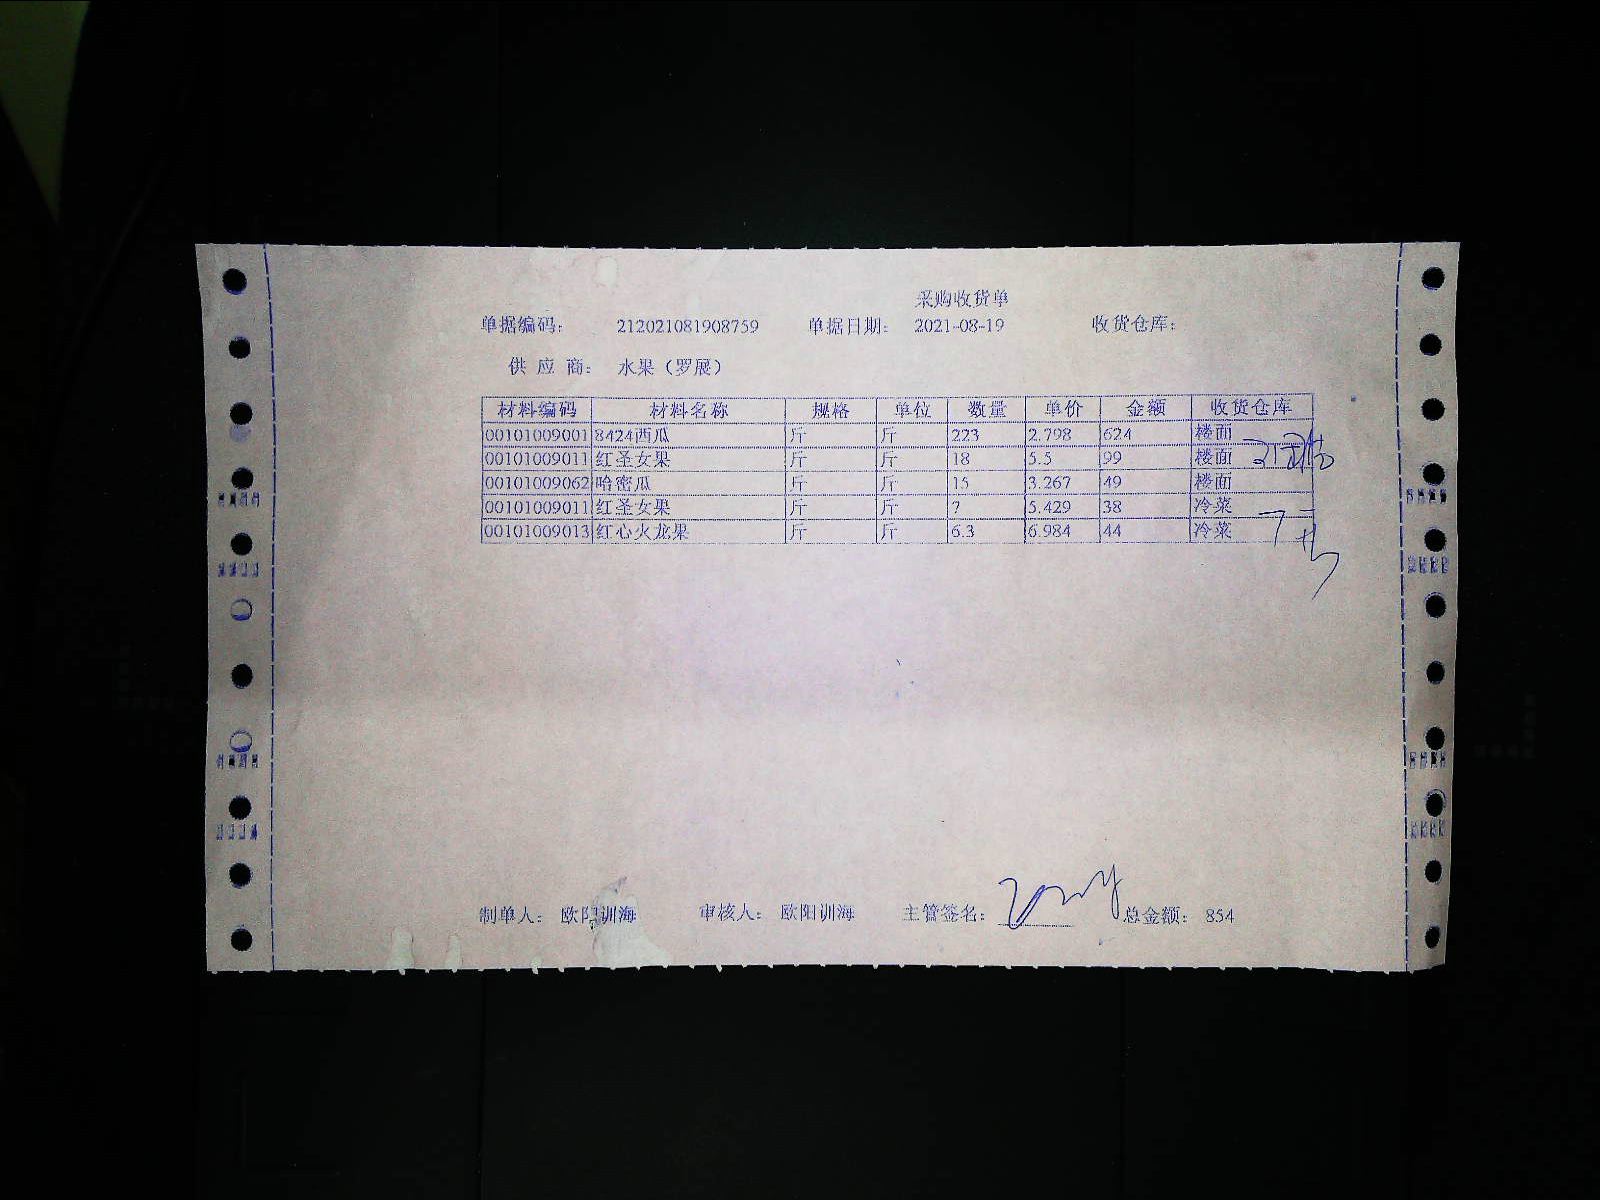 采购收货单
单据编码： 212021081908759 单据日期： 2021-08-19 收货仓库：
供 应 商： 水果（罗展）
材料编码 材料名称 规格 单位 数量 单价 金额 收货仓库
00101009001 8424西瓜 斤 斤 223 2.798 624 楼面
00101009011 红圣女果 斤 斤 18 5.5 99 楼面
00101009062 哈密瓜 斤 斤 15 3.267 49 楼面
00101009011 红圣女果 斤 斤 7 5.429 38 冷菜
00101009013 红心火龙果 斤 斤 6.3 6.984 44 冷菜
制单人： 欧阳训海 审核人： 欧阳训海 主管签名： 总金额： 854